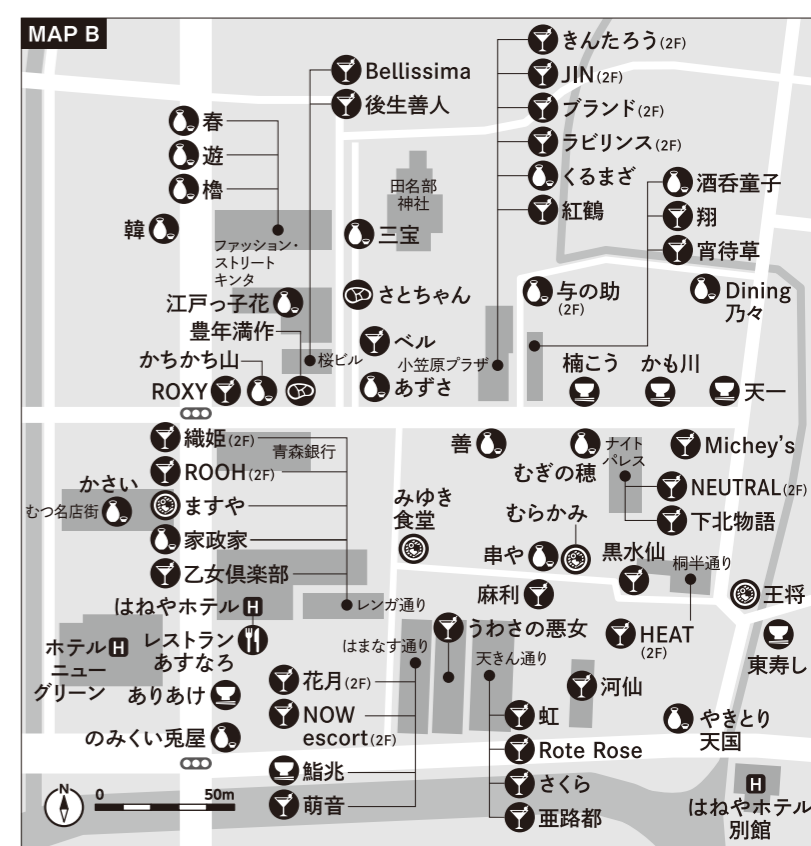 MAP B
Bellissima
後生善人
きんたろう(2F)
JIN(2F)
ブランド(2F)
ラビリンス(2F)
くるまざ
紅鶴
春
遊
櫓
韓
ファッション・
ストリート
キンタ
田名部
神社
三宝
酒呑童子
翔
宵待草
江戸っ子花
さとちゃん
与の助
(2F)
Dining
乃々
豊年満作
かちかち山
ROXY
桜ビル
ベル
あずさ
小笠原プラザ
楠こう
かも川
天一
織姫(2F)
ROOH(2F)
ますや
家政家
乙女倶楽部
青森銀行
かさい
むつ名店街
善
むぎの穂
ナイト
パレス
Michey's
NEUTRAL(2F)
下北物語
みゆき
食堂
むらかみ
串や
黒水仙
桐半通り
麻利
王将
はねやホテル
H
レンガ通り
ホテル
ニュー
グリーン
H
レストラン
あすなろ
はまなす通り
うわさの悪女
天きん通り
HEAT
(2F)
東寿し
ありあけ
花月(2F)
NOW
escort(2F)
河仙
のみくい兎屋
虹
Rote Rose
やきとり
天国
鮨兆
萌音
さくら
亜路都
N
0
50m
H
はねやホテル
別館